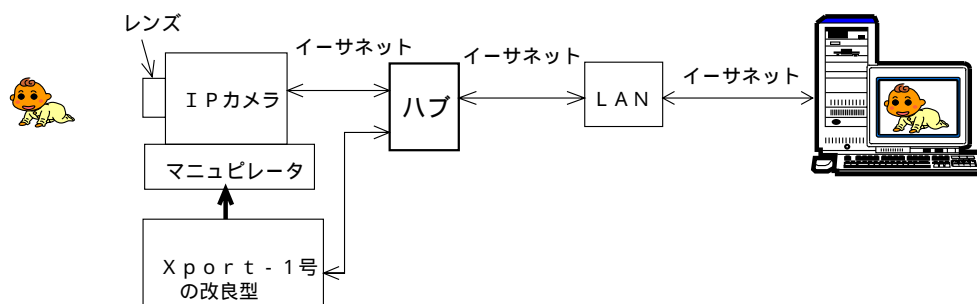 レンズ
イーサネット
イーサネット
イーサネット
ＩＰカメラ
ハブ
ＬＡＮ
マニュピレータ
Ｘｐｏｒｔ－１号
の改良型